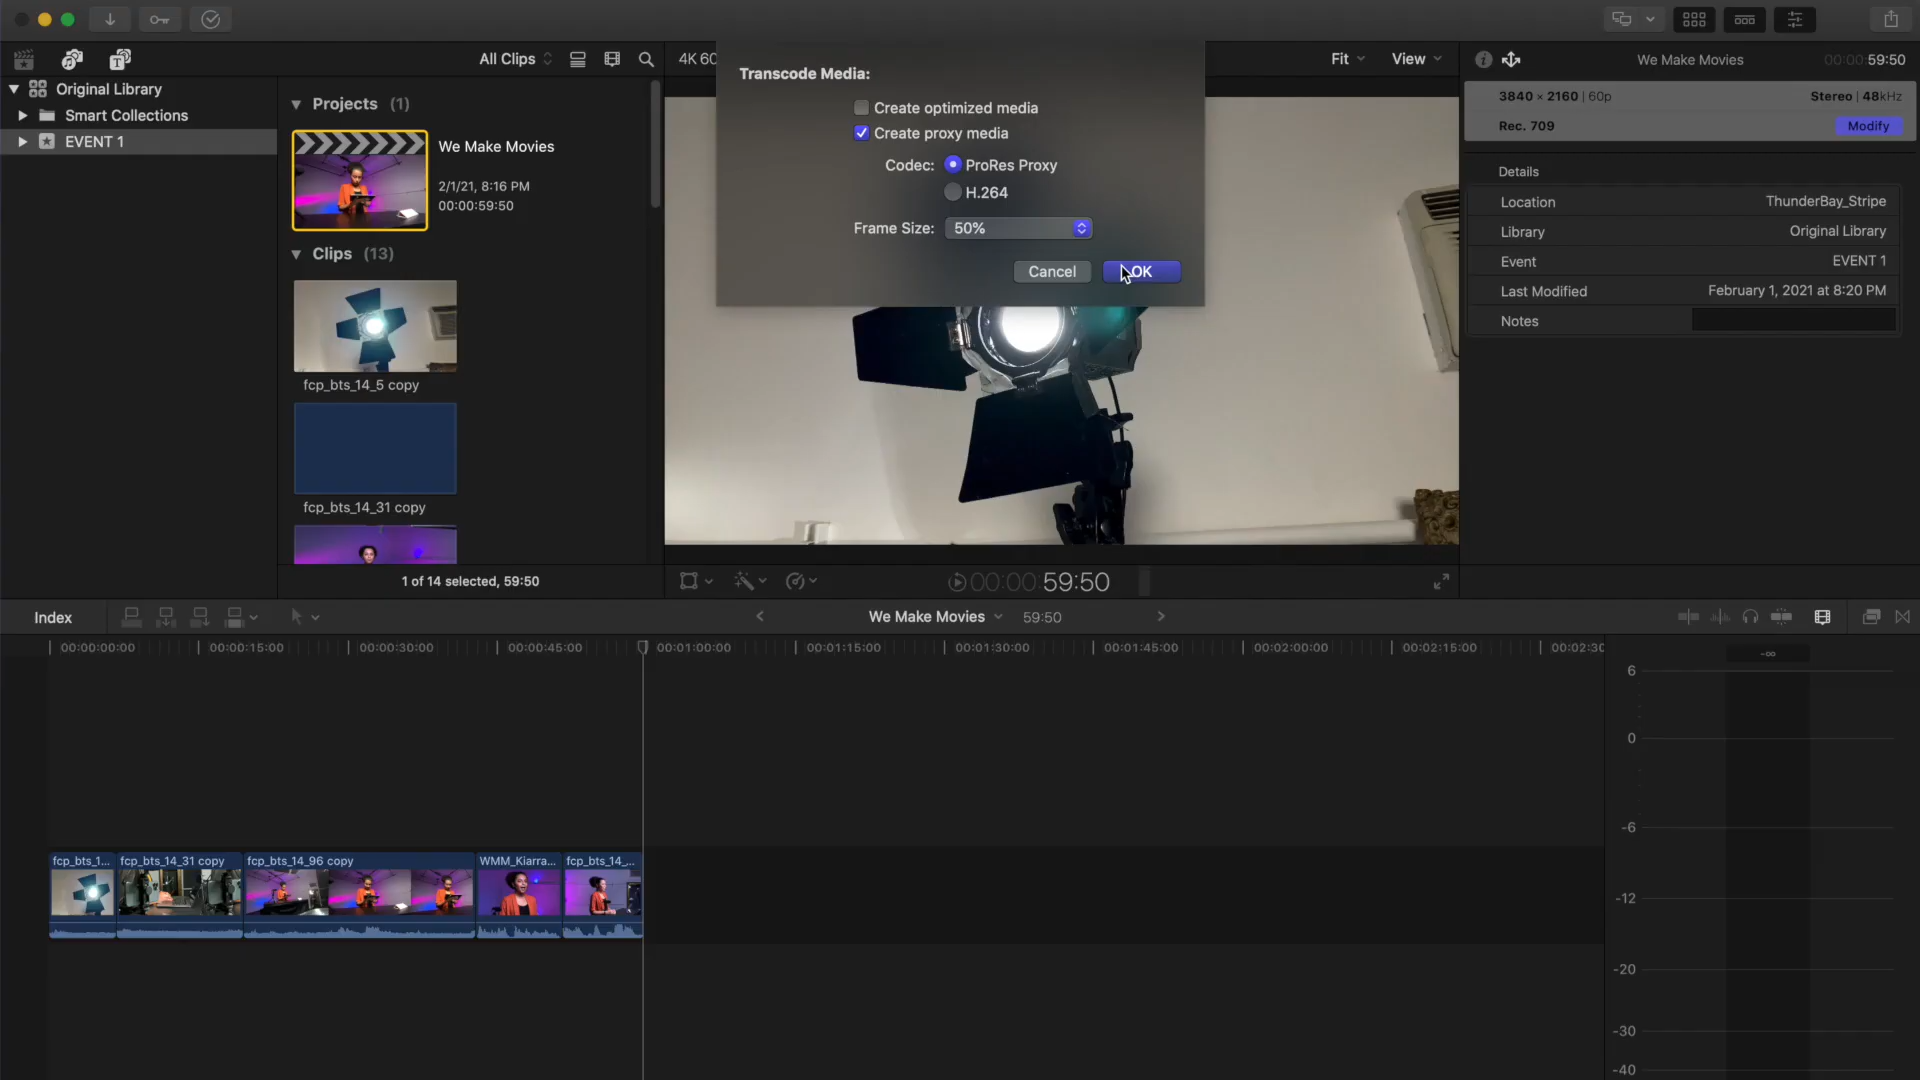 All Clips
4K 60
Fit
View
We Make Movies
00:00:59:50
Original Library
Smart Collections
EVENT 1
Projects (1)
We Make Movies
2/1/21, 8:16 PM
00:00:59:50
Clips (13)
fcp_bts_14_5 copy
fcp_bts_14_31 copy
1 of 14 selected, 59:50
Transcode Media:
Create optimized media
Create proxy media
Codec: ProRes Proxy
H.264
Frame Size: 50%
Cancel
OK
3840 × 2160 | 60p
Stereo | 48kHz
Rec. 709
Modify
Details
Location ThunderBay_Stripe
Library Original Library
Event EVENT 1
Last Modified February 1, 2021 at 8:20 PM
Notes
00:00:59:50
Index
We Make Movies
59:50
00:00:00:00
00:00:15:00
00:00:30:00
00:00:45:00
00:01:00:00
00:01:15:00
00:01:30:00
00:01:45:00
00:02:00:00
00:02:15:00
00:02:30
fcp_bts_1...
fcp_bts_14_31 copy
fcp_bts_14_96 copy
WMM_Kiarra...
fcp_bts_14_...
-∞
6
0
-6
-12
-20
-30
-40